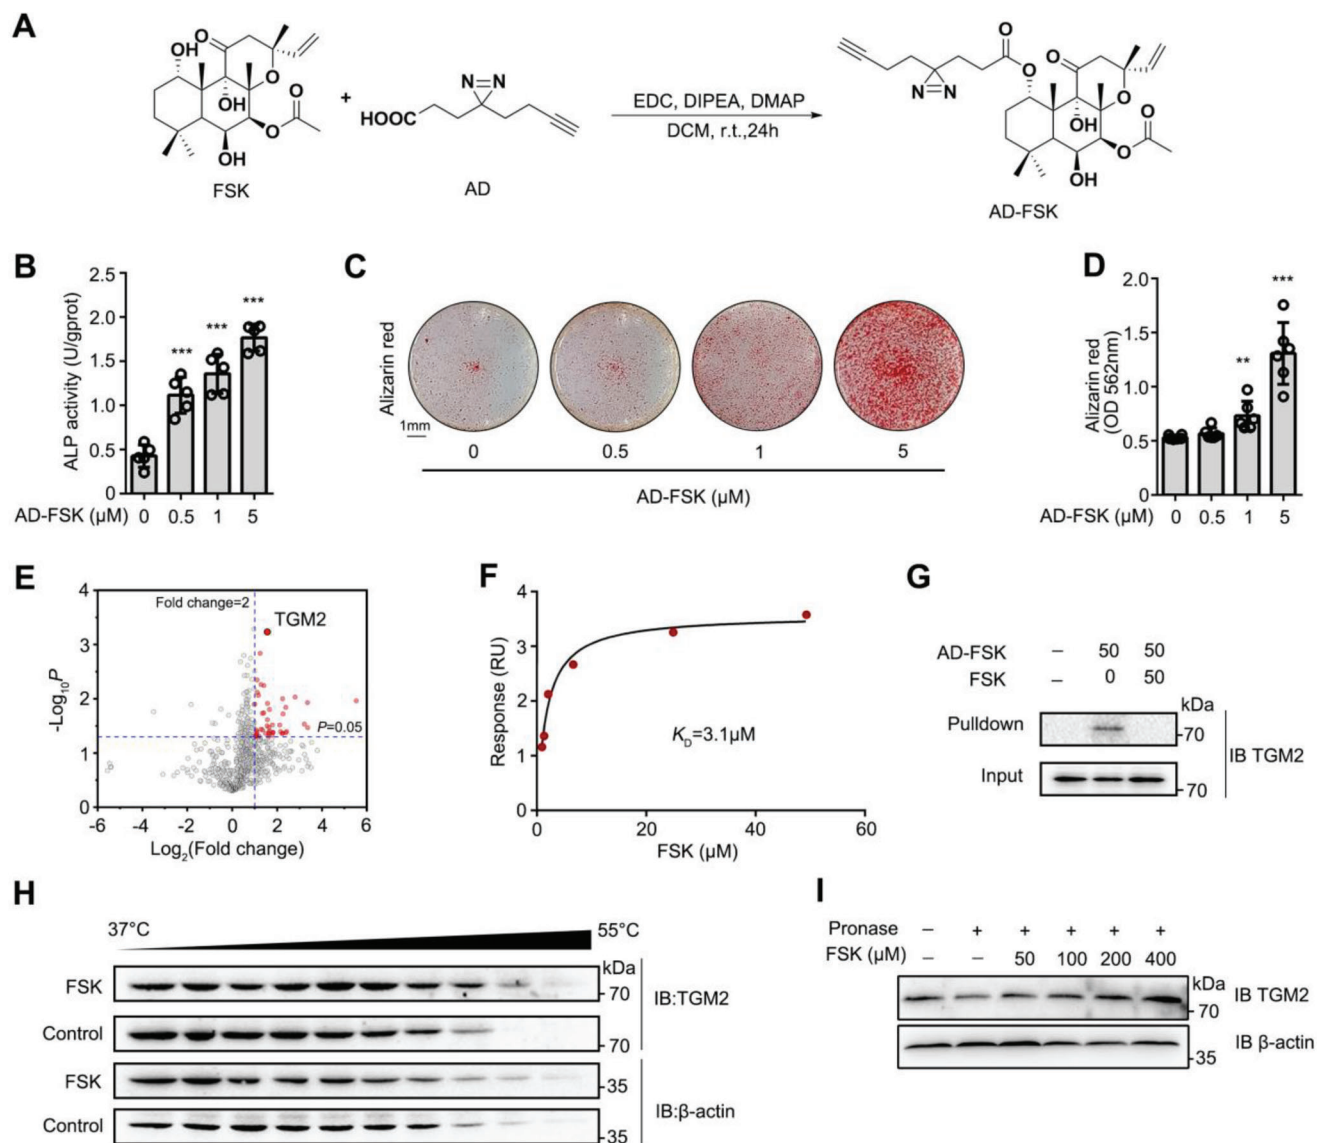 A
OH
O
O
OH
O
O
OH
FSK
+
N=N
HOOC
AD
EDC, DIPEA, DMAP
DCM, r.t.,24h
O
O
N=N
O
O
OH
O
O
OH
AD-FSK
B
ALP activity (U/gprot)
2.5
2.0
1.5
1.0
0.5
0
***
***
***
AD-FSK (μM)
0 0.5 1 5
C
Alizarin red
1mm
0 0.5 1 5
AD-FSK (μM)
D
Alizarin red
(OD 562nm)
2.0
1.5
1.0
0.5
0
**
***
AD-FSK (μM) 0 0.5 1 5
E
-Log10P
4
3
2
1
0
Fold change=2
TGM2
P=0.05
-6 -4 -2 0 2 4 6
Log2(Fold change)
F
Response (RU)
4
3
2
1
0
KD=3.1μM
0 20 40 60
FSK (μM)
G
AD-FSK – 50 50
FSK – 0 50
kDa
Pulldown
-70
IB TGM2
Input
-70
H
37°C 55°C
kDa
FSK
70
IB:TGM2
Control
70
FSK
-35
IB:β-actin
Control
-35
I
Pronase – + + + + +
FSK (μM) – – 50 100 200 400
kDa
IB TGM2
-70
IB β-actin
-35